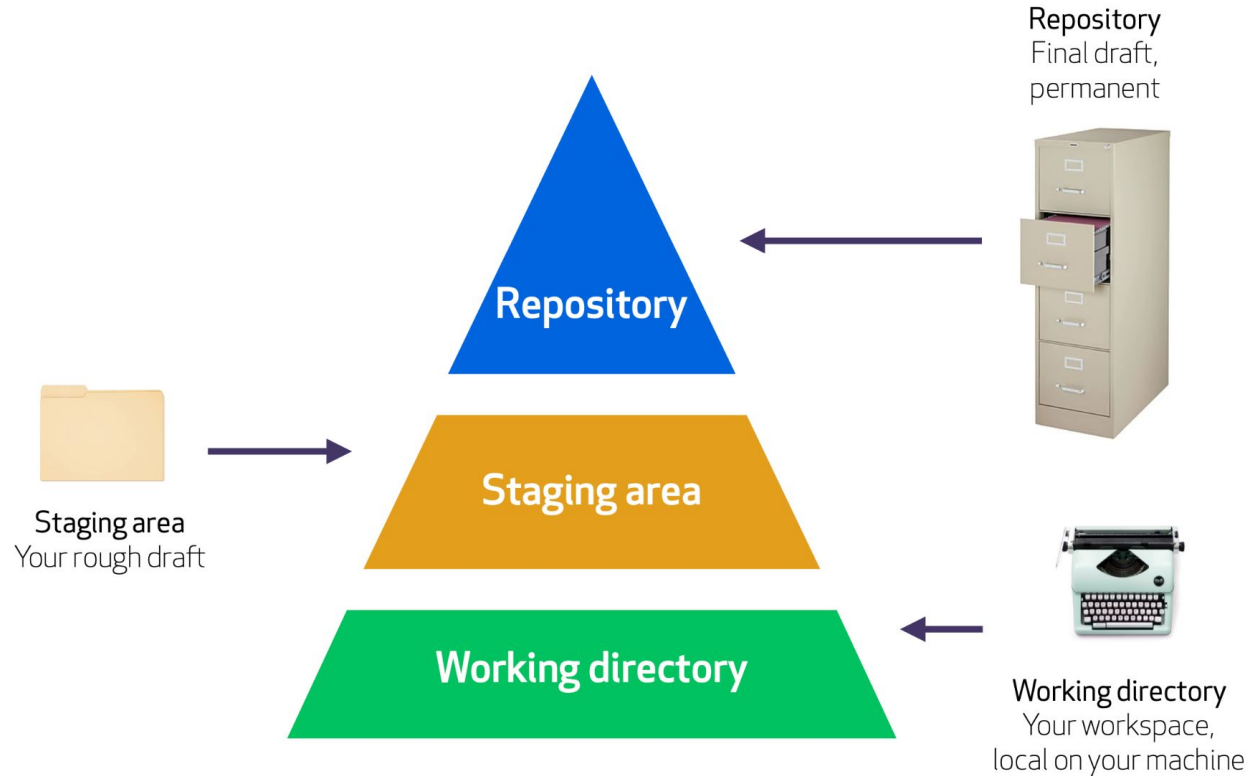 Repository
Final draft,
permanent
Repository
Staging area
Staging area
Your rough draft
Working directory
Working directory
Your workspace,
local on your machine